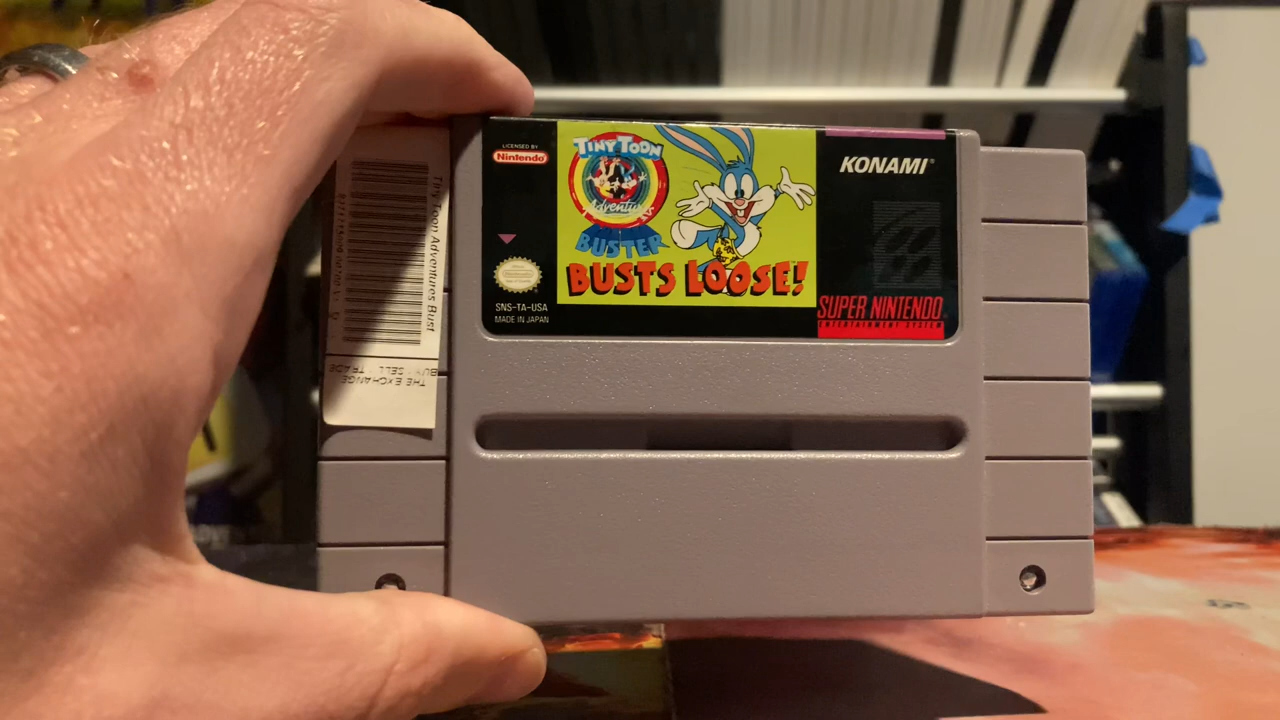 LICENSED BY
Nintendo
SNS-TA-USA
MADE IN JAPAN
TINY TOON
Adventures
BUSTER
BUSTS LOOSE!
KONAMI
SUPER NINTENDO
ENTERTAINMENT SYSTEM
Tiny Toon Adventures Bust
THE EXCHANGE
BUY · SELL · TRADE